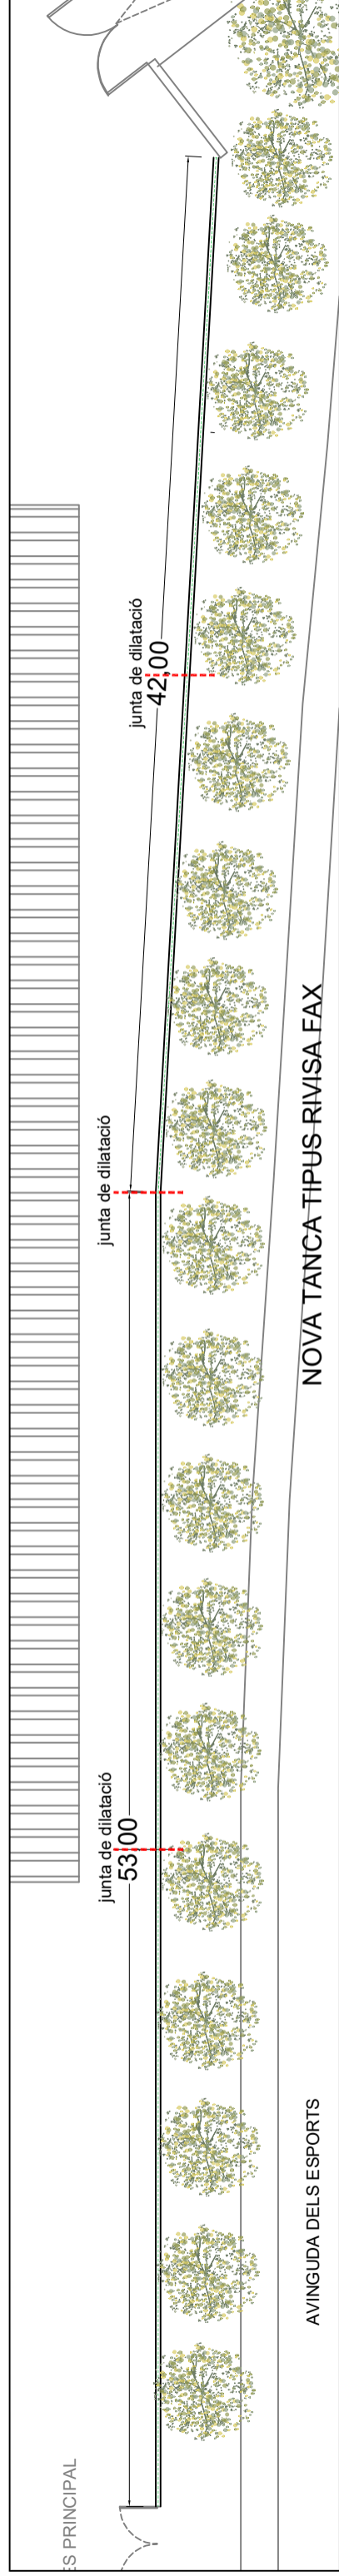 junta de dilatació
42,00
junta de dilatació
NOVA TANCA TIPUS RIVISA FAX
junta de dilatació
53,00
AVINGUDA DELS ESPORTS
PRINCIPAL